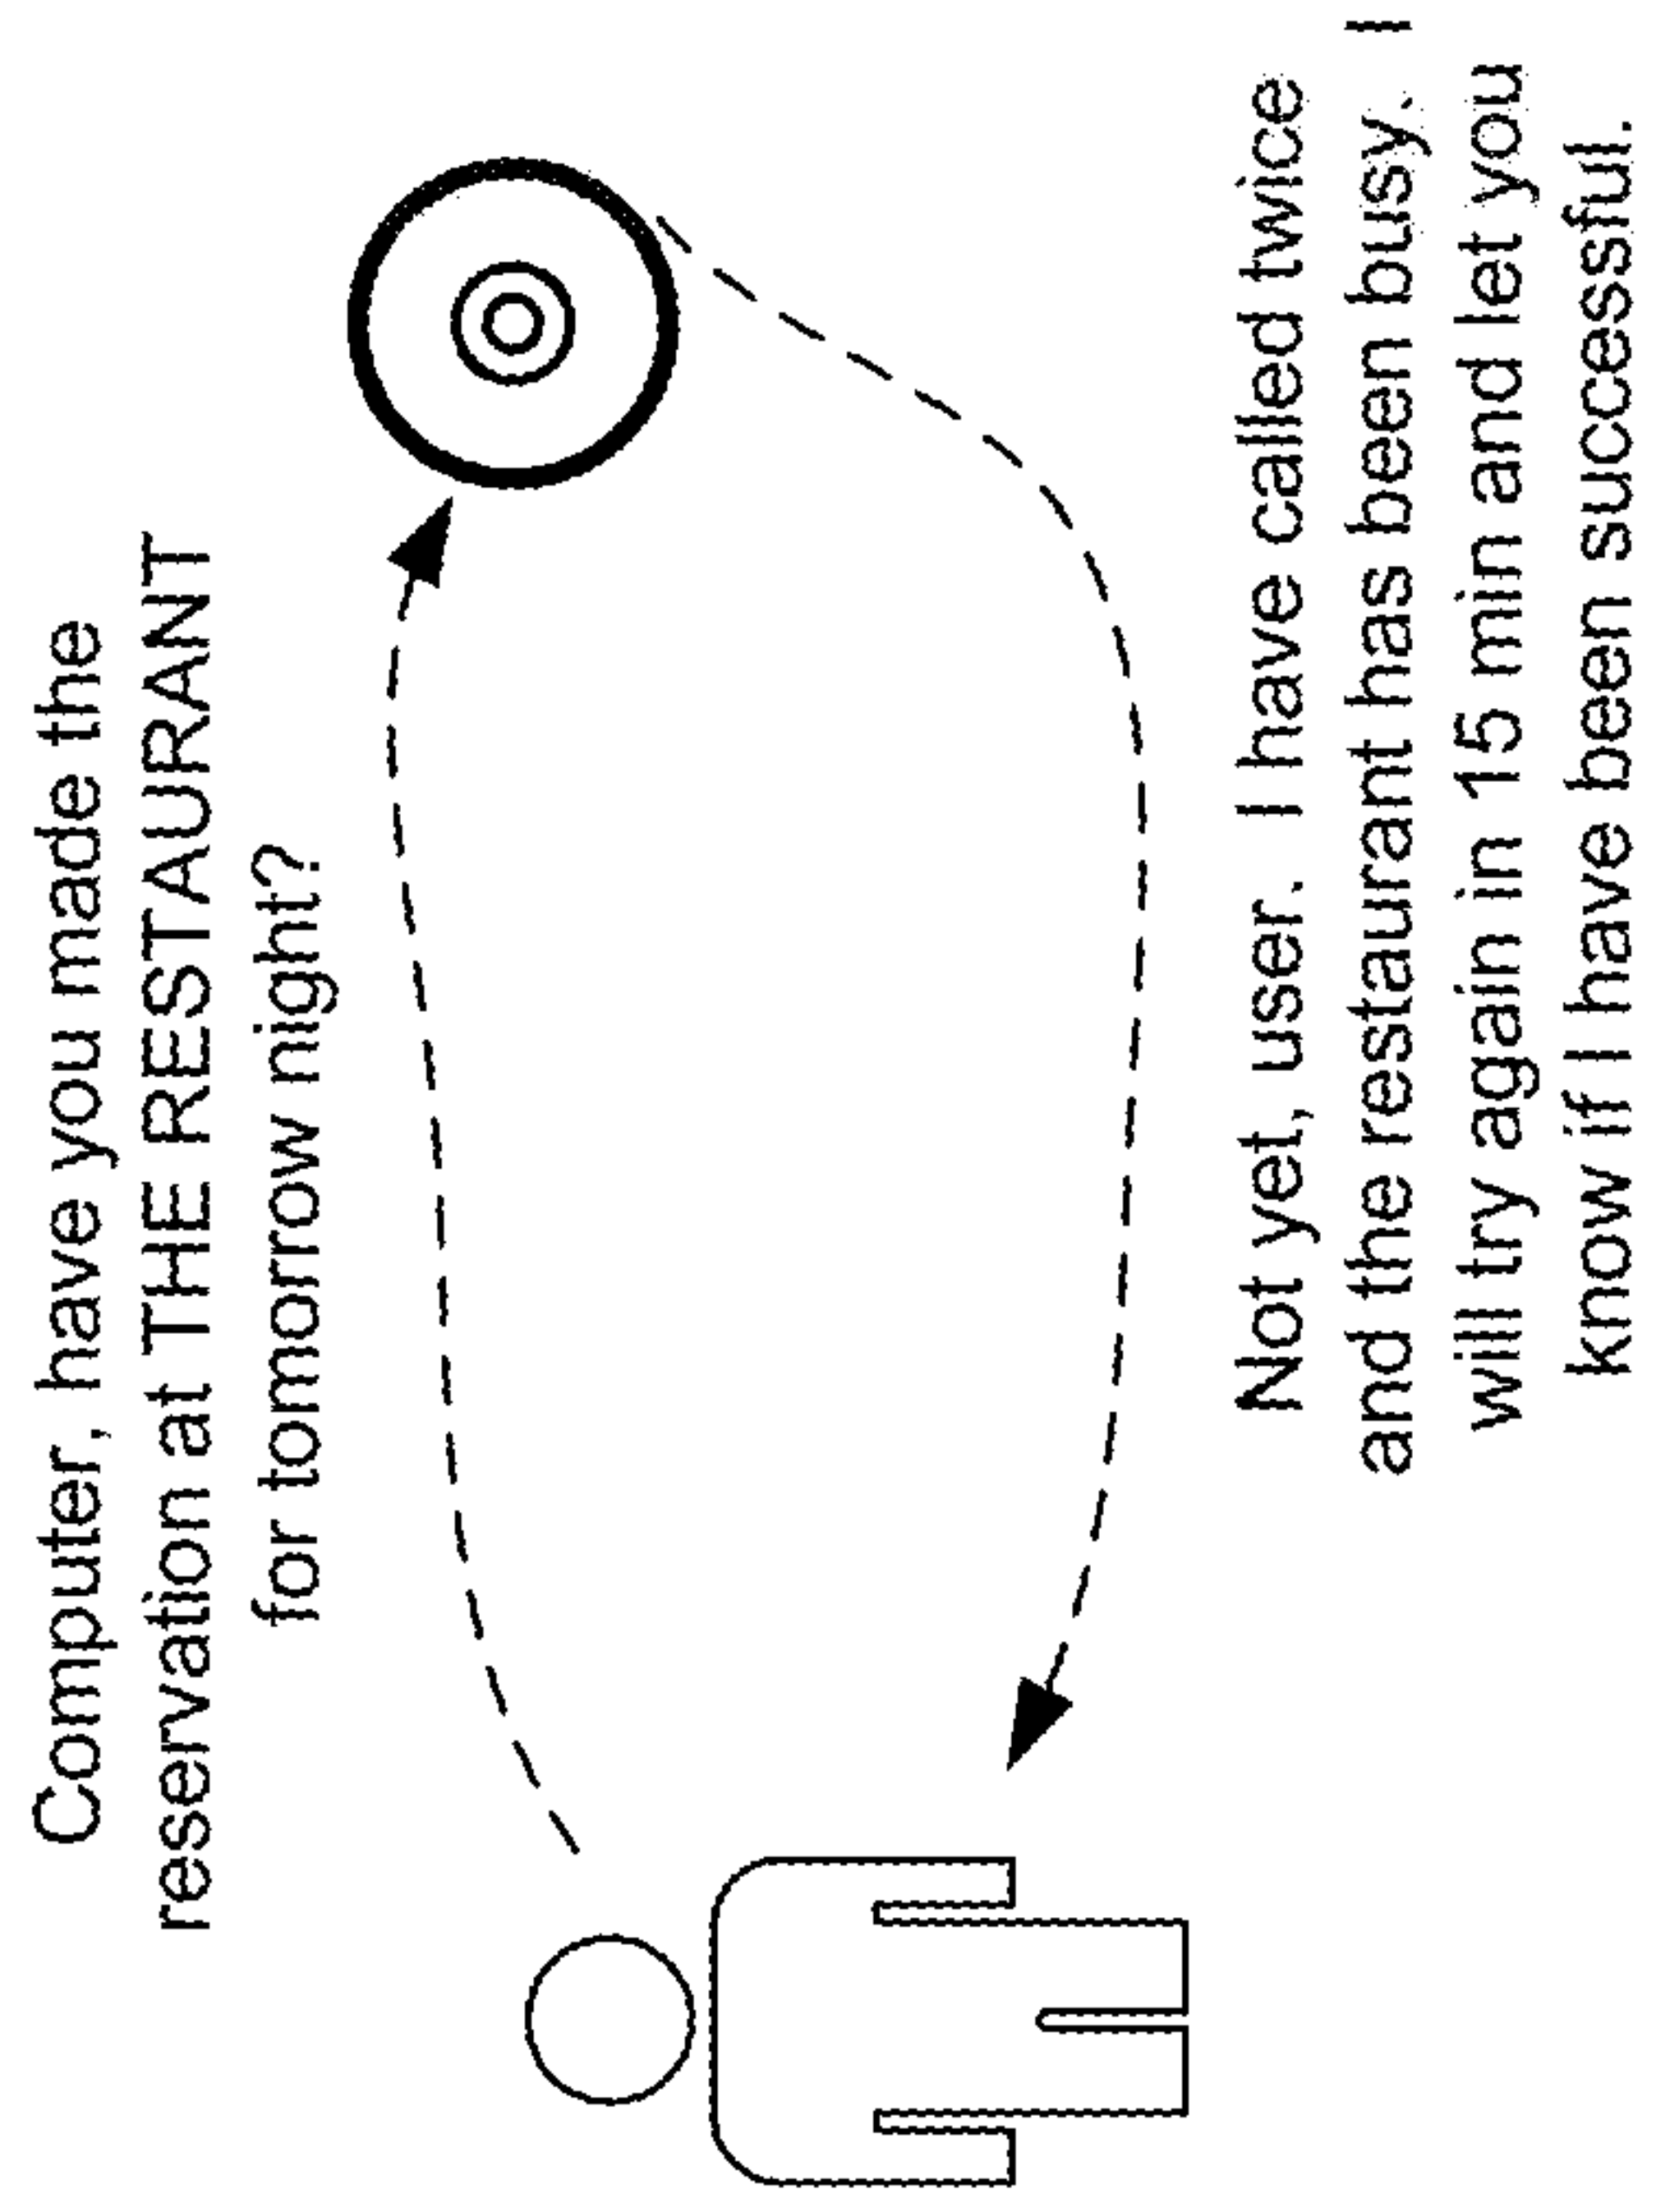 Computer, have you made the
reservation at THE RESTAURANT
for tomorrow night?
Not yet, user. I have called twice
and the restaurant has been busy. I
will try again in 15 min and let you
know if I have been successful.